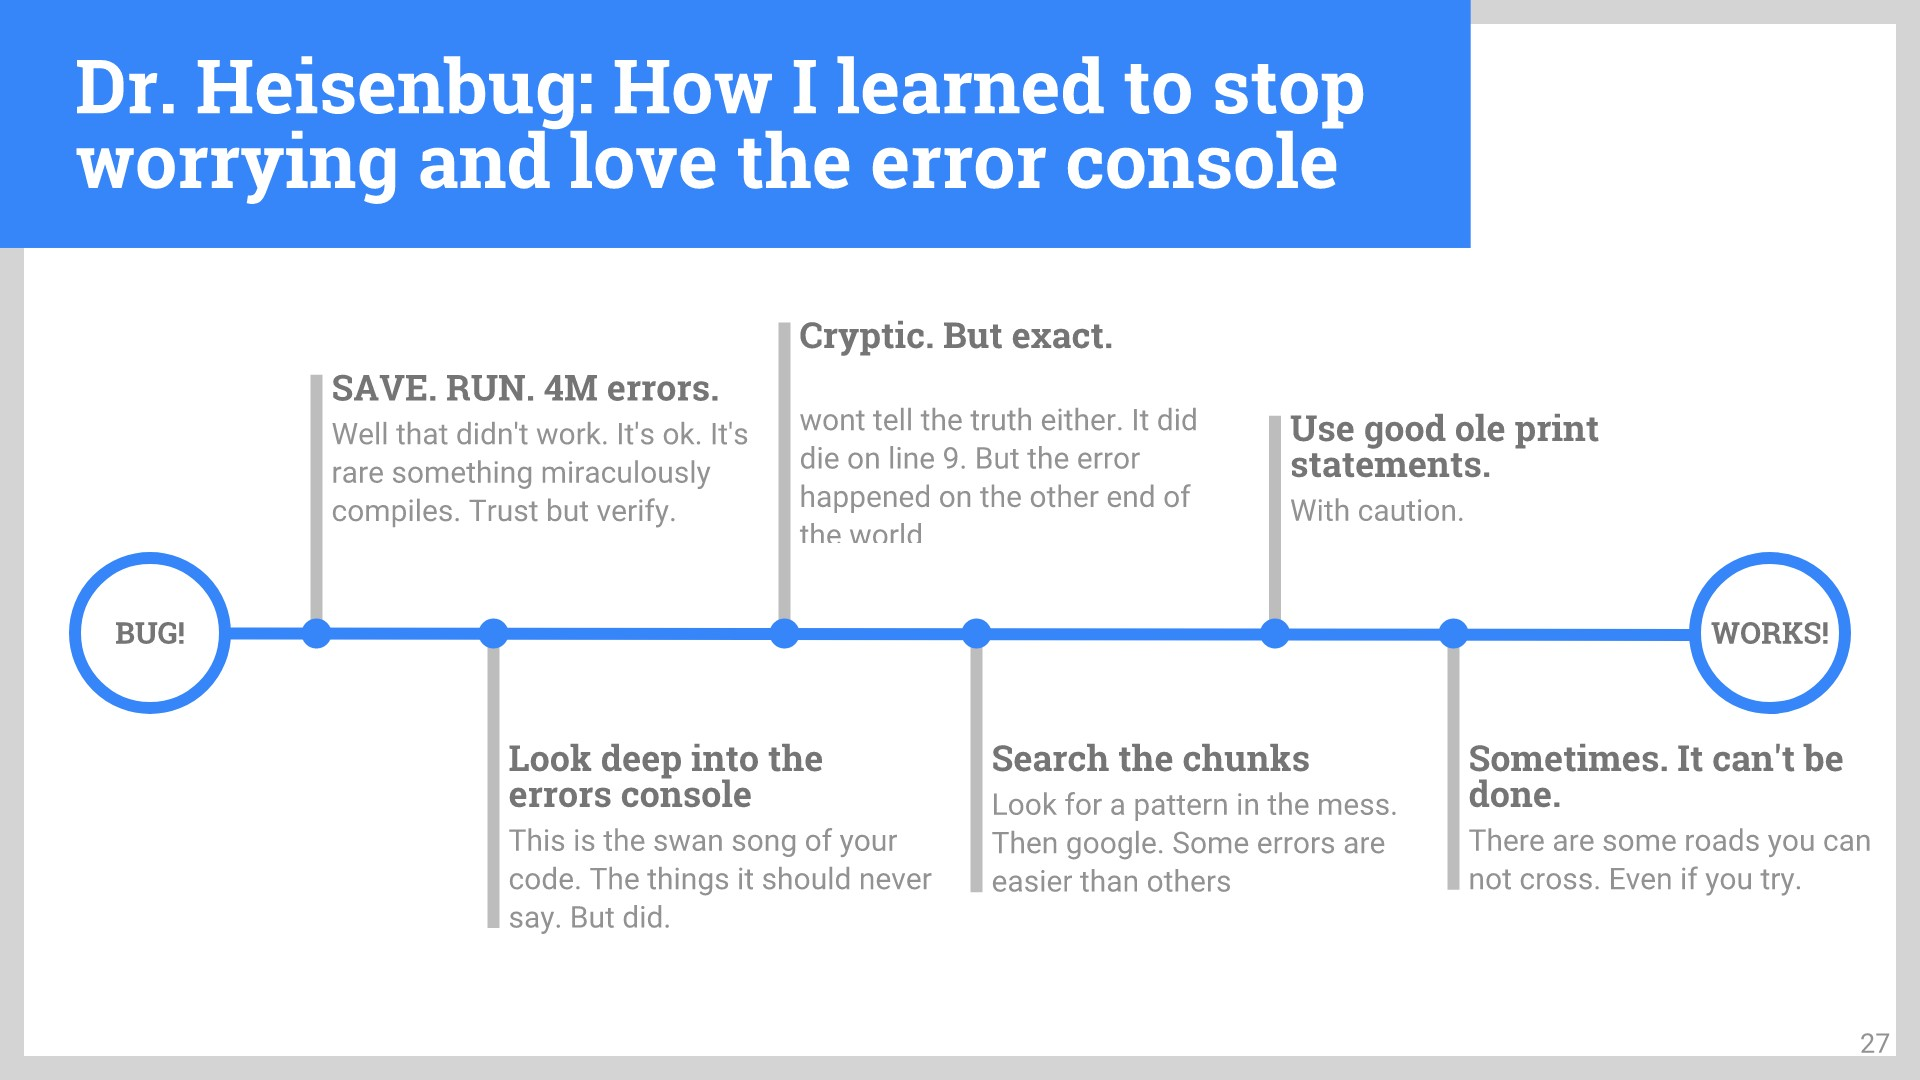 Dr. Heisenbug: How I learned to stop
worrying and love the error console
SAVE. RUN. 4M errors.
Well that didn't work. It's ok. It's
rare something miraculously
compiles. Trust but verify.
Cryptic. But exact.
wont tell the truth either. It did
die on line 9. But the error
happened on the other end of
the world
Use good ole print
statements.
With caution.
BUG!
WORKS!
Look deep into the
errors console
This is the swan song of your
code. The things it should never
say. But did.
Search the chunks
Look for a pattern in the mess.
Then google. Some errors are
easier than others
Sometimes. It can't be
done.
There are some roads you can
not cross. Even if you try.
27